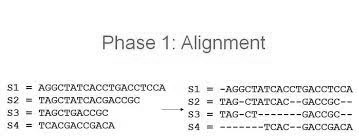 Phase 1: Alignment
S1 = AGGCTATCACCTGACCTCCA
S2 = TAGCTATCACGACCGC
S3 = TAGCTGACCGC
S4 = TCACGACCGACA
S1 = -AGGCTATCACCTGACCTCCA
S2 = TAG-CTATCAC--GACCGC--
S3 = TAG-CT-------GACCGC--
S4 = -------TCAC--GACCGACA